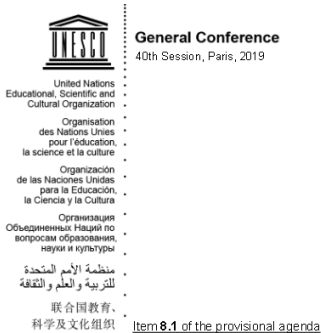 UNESCO
United Nations
Educational, Scientific and
Cultural Organization
Organisation
des Nations Unies
pour l'éducation,
la science et la culture
Organización
de las Naciones Unidas
para la Educación,
la Ciencia y la Cultura
Организация
Объединенных Наций по
вопросам образования,
науки и культуры
منظمة الأمم المتحدة
للتربية والعلم والثقافة
联合国教育、
科学及文化组织
General Conference
40th Session, Paris, 2019
Item 8.1 of the provisional agenda